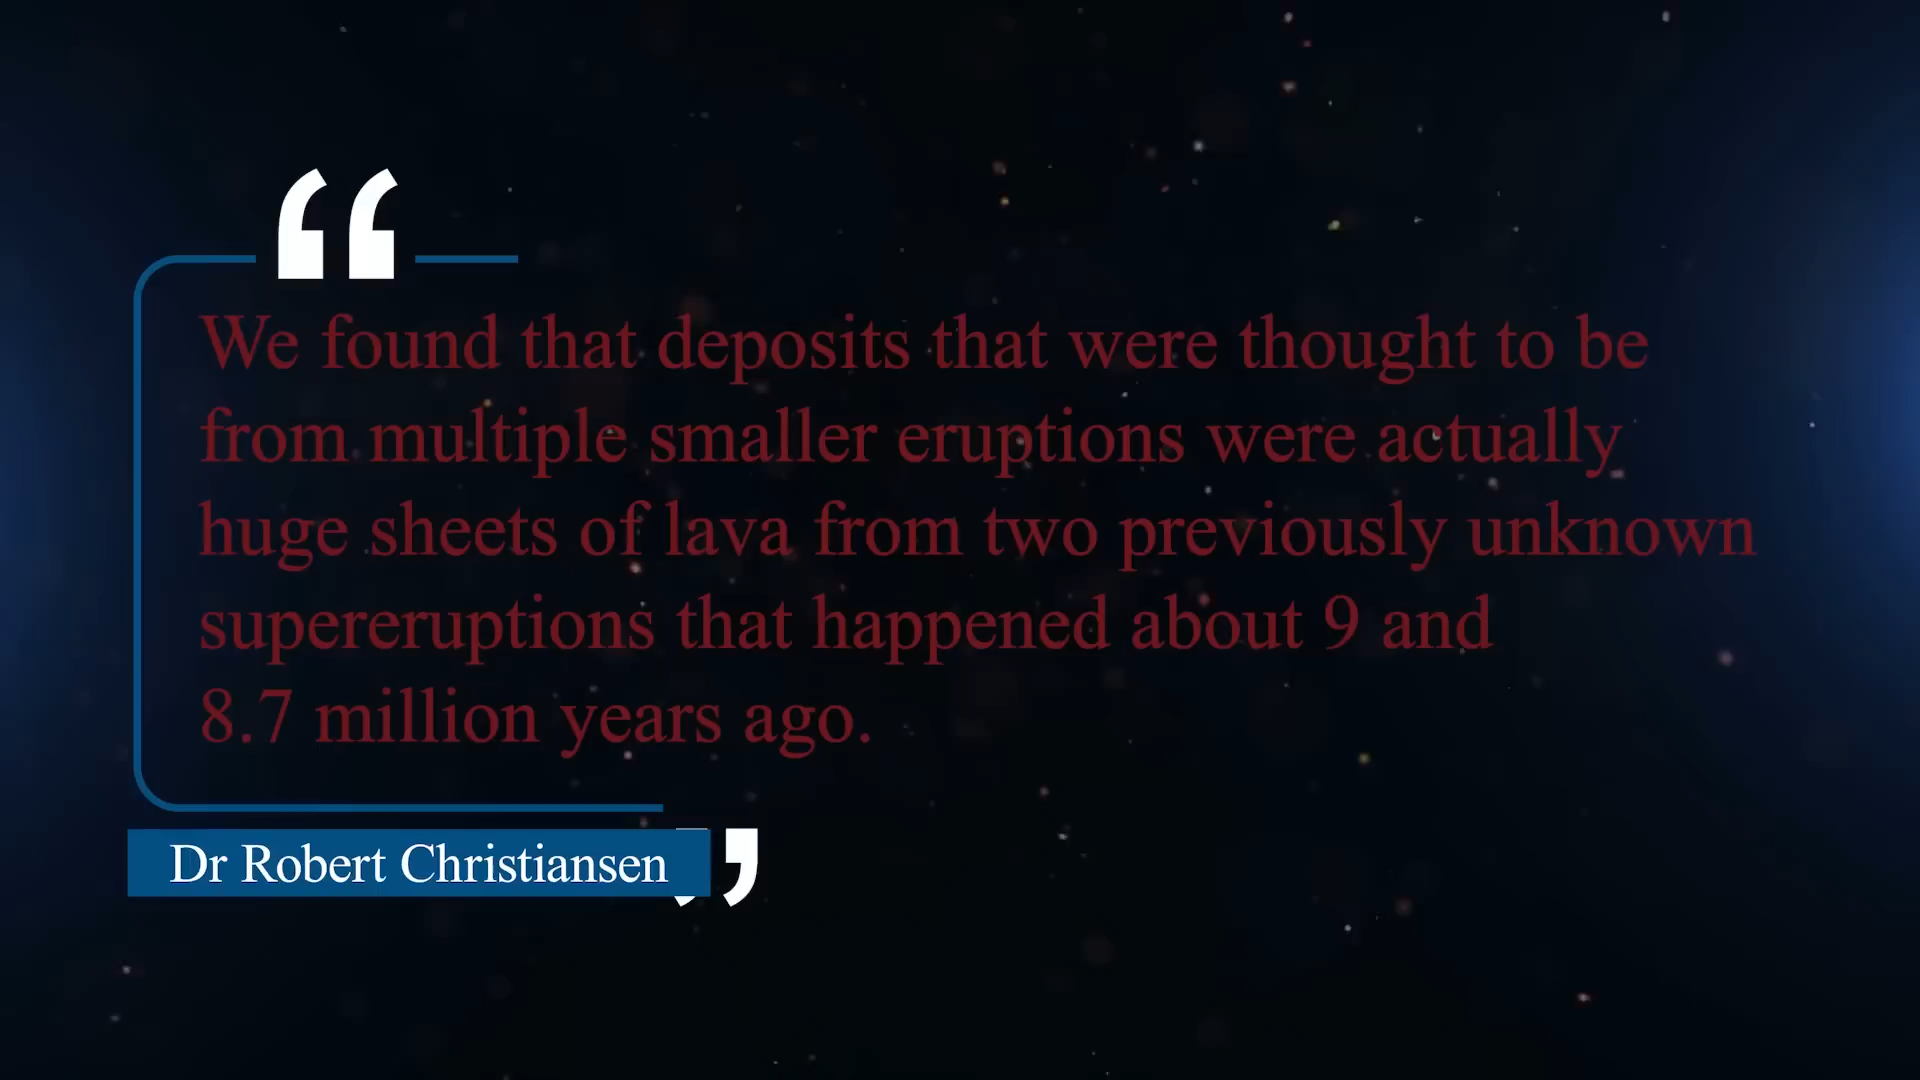 We found that deposits that were thought to be
from multiple smaller eruptions were actually
huge sheets of lava from two previously unknown
supereruptions that happened about 9 and
8.7 million years ago.
Dr Robert Christiansen